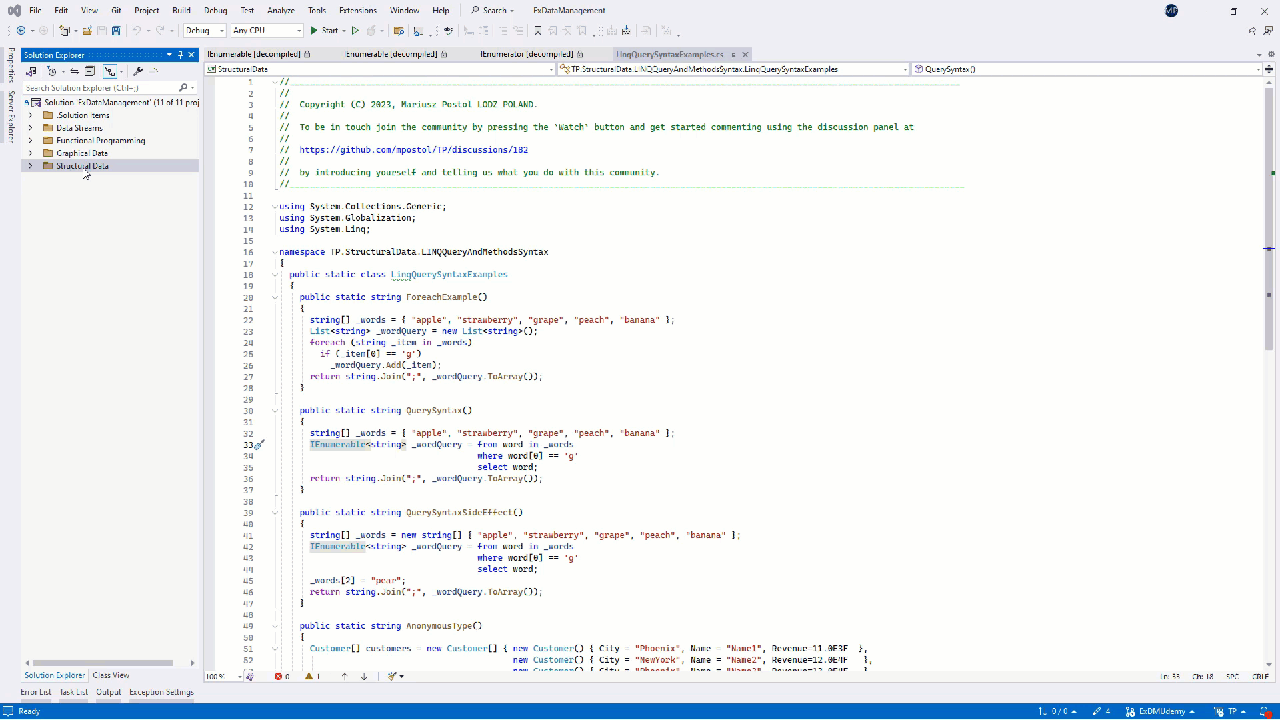 File Edit View Git Project Build Debug Test Analyze Tools Extensions Window Help Search ExDataManagement MP
Debug Any CPU Start
Properties
Server Explorer
Solution Explorer
Search Solution Explorer (Ctrl+;)
Solution 'ExDataManagement' (11 of 11 proj
.Solution Items
Data Streams
Functional Programming
Graphical Data
Structural Data
Solution Explorer Class View
IEnumerable [decompiled] IEnumerable [decompiled] IEnumerator [decompiled] LinqQuerySyntaxExamples.cs
StructuralData TP.StructuralData.LINQQueryAndMethodsSyntax.LinqQuerySyntaxExamples QuerySyntax()
1 //
2 //
3 // Copyright (C) 2023, Mariusz Postol LODZ POLAND.
4 //
5 // To be in touch join the community by pressing the `Watch` button and get started commenting using the discussion panel at
6 //
7 // https://github.com/mpostol/TP/discussions/182
8 //
9 // by introducing yourself and telling us what you do with this community.
10 //
11
12 using System.Collections.Generic;
13 using System.Globalization;
14 using System.Linq;
15
16 namespace TP.StructuralData.LINQQueryAndMethodsSyntax
17 {
18 public static class LinqQuerySyntaxExamples
19 {
20 public static string ForeachExample()
21 {
22 string[] _words = { "apple", "strawberry", "grape", "peach", "banana" };
23 List<string> _wordQuery = new List<string>();
24 foreach (string _item in _words)
25 if (_item[0] == 'g')
26 _wordQuery.Add(_item);
27 return string.Join(";", _wordQuery.ToArray());
28 }
29
30 public static string QuerySyntax()
31 {
32 string[] _words = { "apple", "strawberry", "grape", "peach", "banana" };
33 IEnumerable<string> _wordQuery = from word in _words
34 where word[0] == 'g'
35 select word;
36 return string.Join(";", _wordQuery.ToArray());
37 }
38
39 public static string QuerySyntaxSideEffect()
40 {
41 string[] _words = new string[] { "apple", "strawberry", "grape", "peach", "banana" };
42 IEnumerable<string> _wordQuery = from word in _words
43 where word[0] == 'g'
44 select word;
45 _words[2] = "pear";
46 return string.Join(";", _wordQuery.ToArray());
47 }
48
49 public static string AnonymousType()
50 {
51 Customer[] customers = new Customer[] { new Customer() { City = "Phoenix", Name = "Name1", Revenue=11.0E3F },
52 new Customer() { City = "NewYork", Name = "Name2", Revenue=12.0E4F },
100 % 0 1 Ln: 33 Ch: 18 SPC CRLF
Error List Task List Output Exception Settings
Ready 0 / 0 4 ExDMUdemy TP